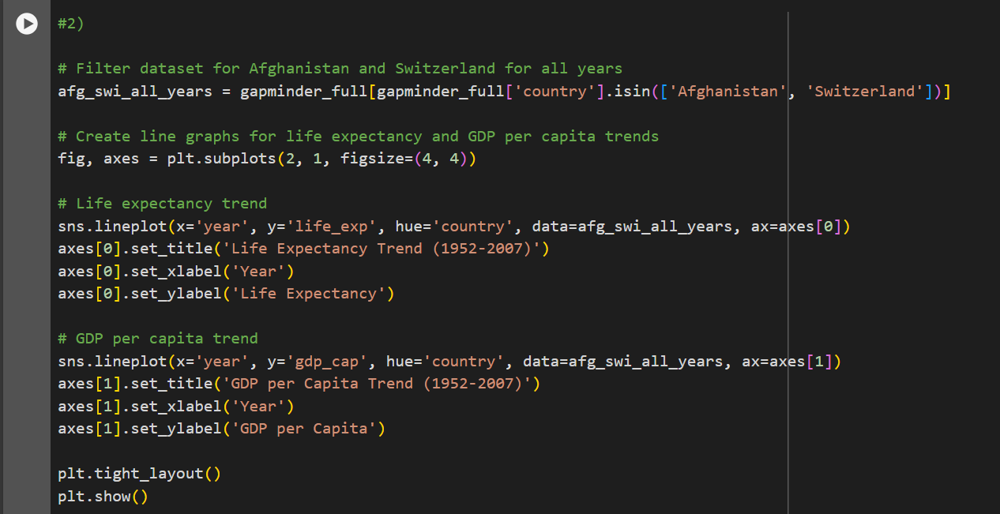 #2)
# Filter dataset for Afghanistan and Switzerland for all years
afg_swi_all_years = gapminder_full[gapminder_full['country'].isin(['Afghanistan', 'Switzerland'])]
# Create line graphs for life expectancy and GDP per capita trends
fig, axes = plt.subplots(2, 1, figsize=(4, 4))
# Life expectancy trend
sns.lineplot(x='year', y='life_exp', hue='country', data=afg_swi_all_years, ax=axes[0])
axes[0].set_title('Life Expectancy Trend (1952-2007)')
axes[0].set_xlabel('Year')
axes[0].set_ylabel('Life Expectancy')
# GDP per capita trend
sns.lineplot(x='year', y='gdp_cap', hue='country', data=afg_swi_all_years, ax=axes[1])
axes[1].set_title('GDP per Capita Trend (1952-2007)')
axes[1].set_xlabel('Year')
axes[1].set_ylabel('GDP per Capita')
plt.tight_layout()
plt.show()